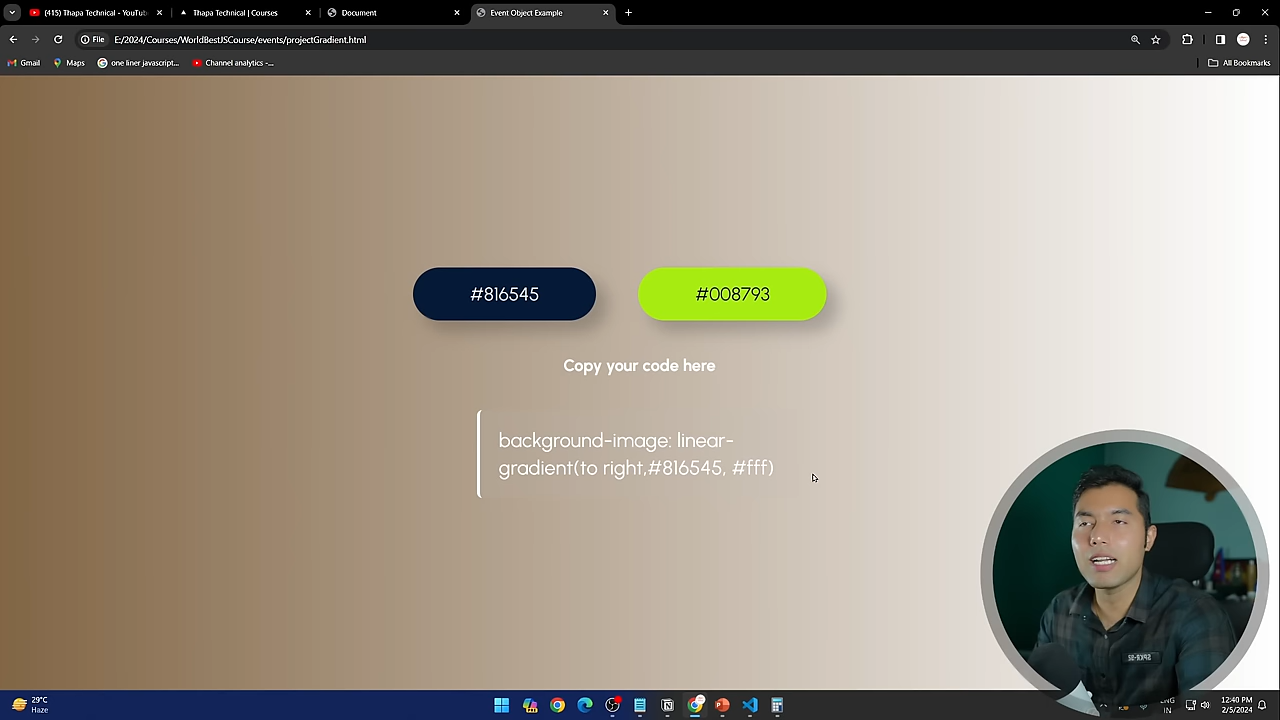 (415) Thapa Technical - YouTub
Thapa Technical | Courses
Document
Event Object Example
File
E:/2024/Courses/WorldBestJSCourse/events/projectGradient.html
Gmail
Maps
one liner javascript...
Channel analytics -...
All Bookmarks
#816545
#008793
Copy your code here
background-image: linear-
gradient(to right,#816545, #fff)
29°C
Haze
ENG
IN
12:40 PM
2/5/2024